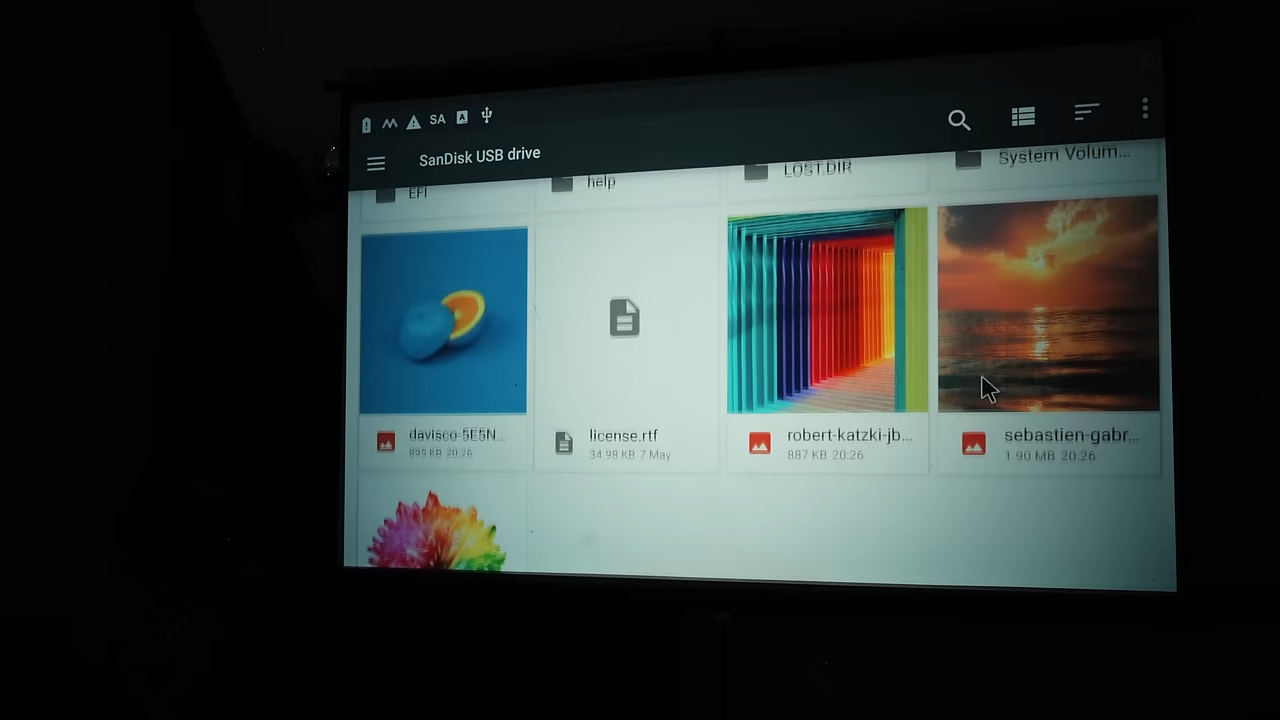 SA A
SanDisk USB drive
EFI
help
LOST.DIR
System Volum...
davisco-5E5N...
895 KB 20:26
license.rtf
34.98 KB 7 May
robert-katzki-jb...
887 KB 20:26
sebastien-gabr...
1.90 MB 20:26